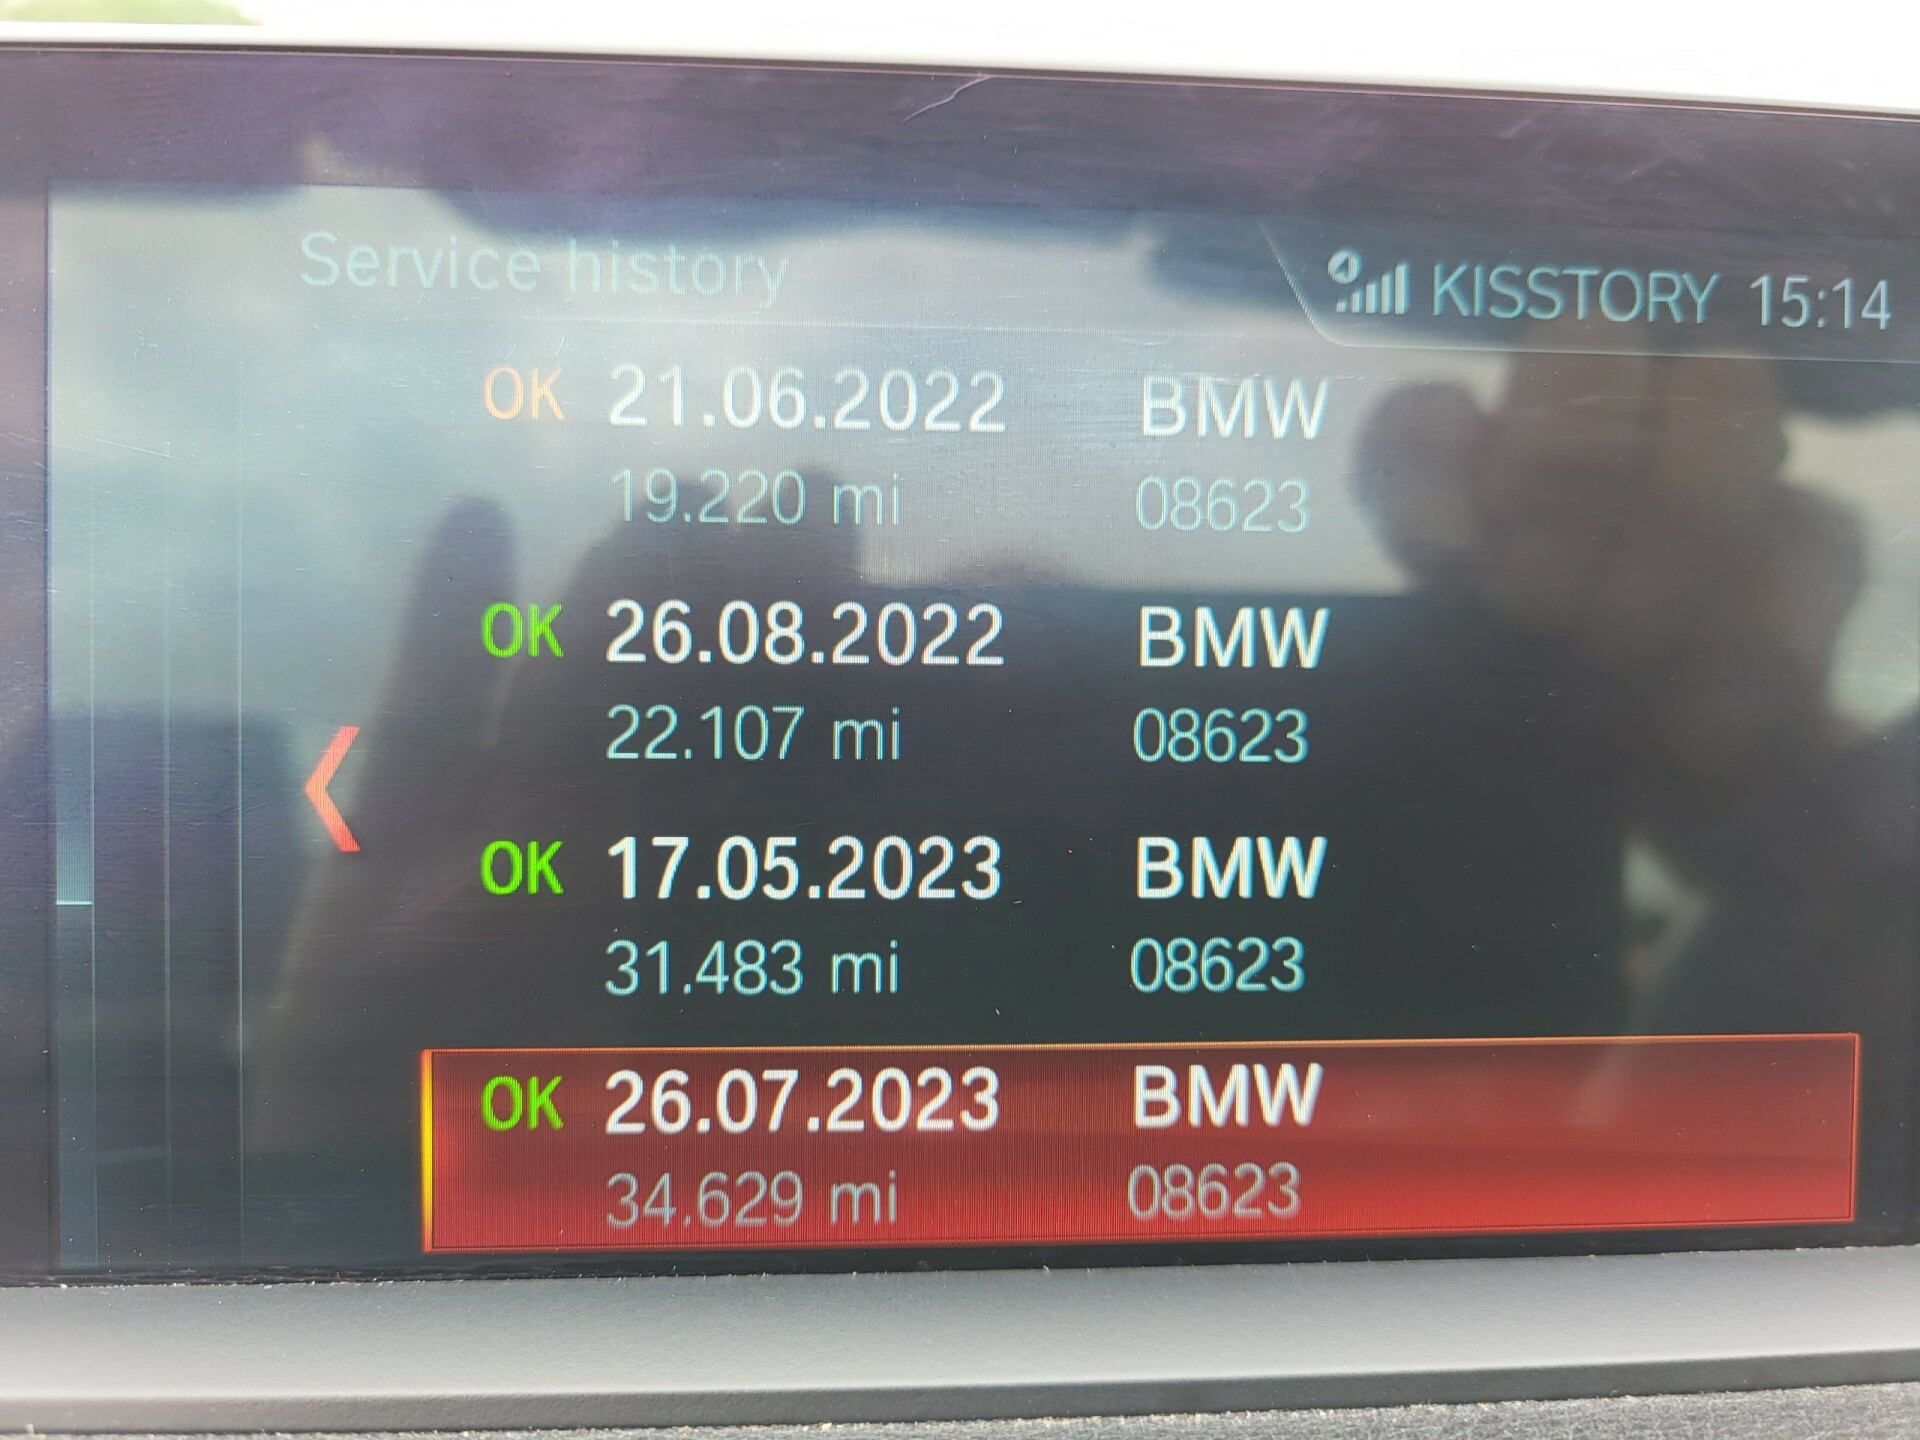 Service history
KISSTORY 15:14
OK 21.06.2022 BMW
19.220 mi 08623
OK 26.08.2022 BMW
22.107 mi 08623
OK 17.05.2023 BMW
31.483 mi 08623
OK 26.07.2023 BMW
34.629 mi 08623